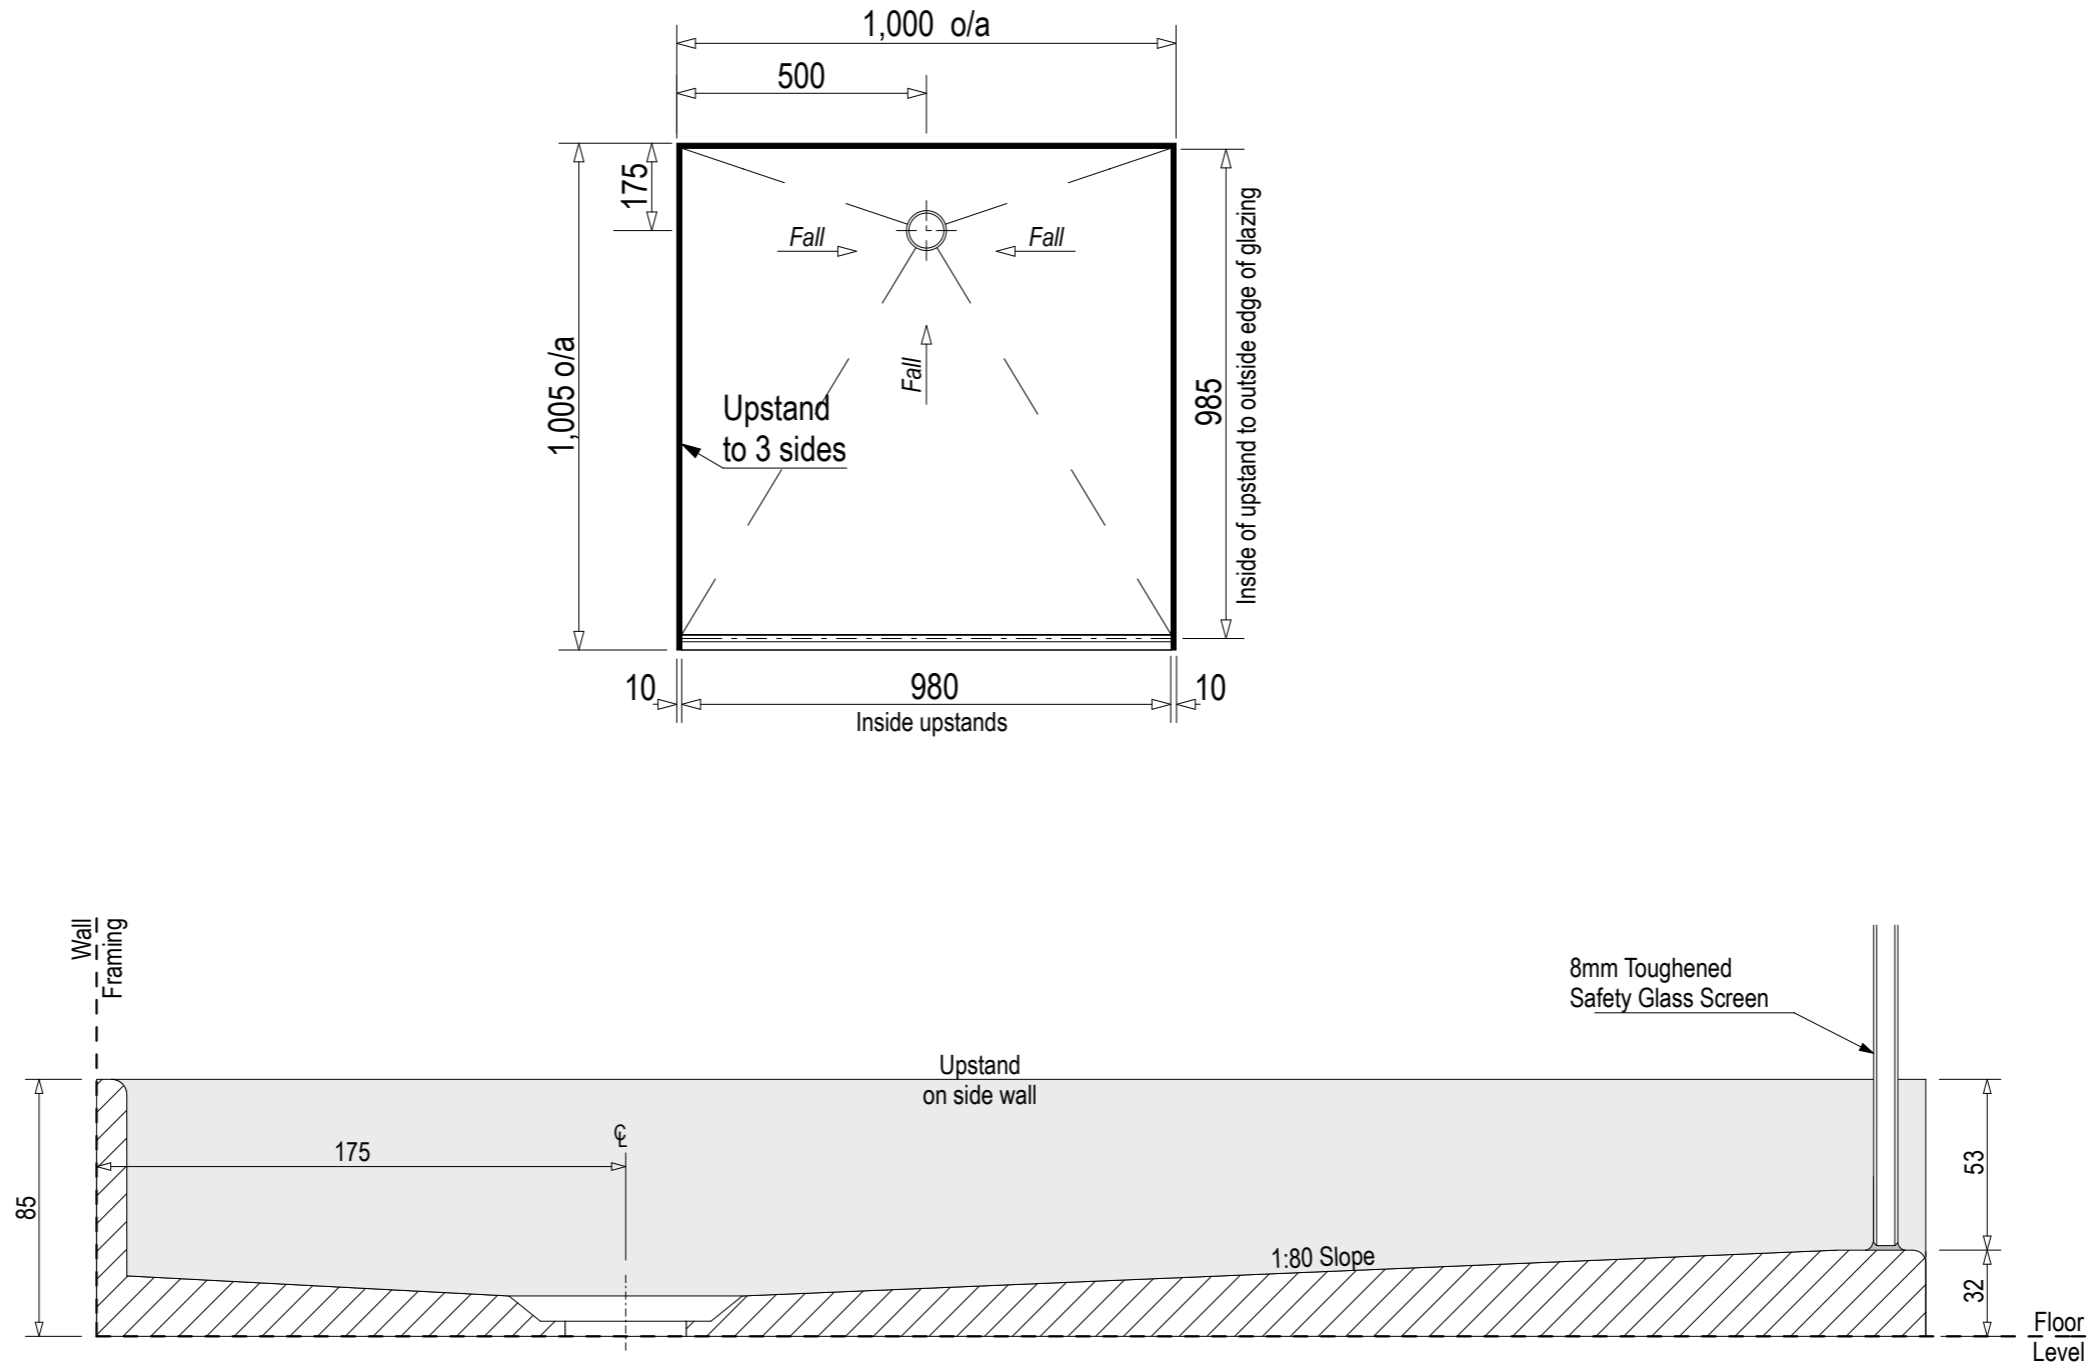 1,000 o/a
500
175
1,005 o/a
Fall
Fall
Fall
Upstand
to 3 sides
985
Inside of upstand to outside edge of glazing
10
980
10
Inside upstands
Wall
Framing
8mm Toughened
Safety Glass Screen
Upstand
on side wall
℄
175
85
53
1:80 Slope
32
Floor
Level